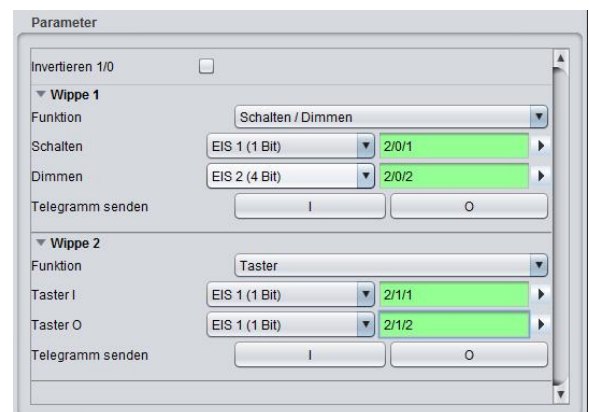 Parameter
Invertieren 1/0
Wippe 1
Funktion Schalten / Dimmen
Schalten EIS 1 (1 Bit) 2/0/1
Dimmen EIS 2 (4 Bit) 2/0/2
Telegramm senden I O
Wippe 2
Funktion Taster
Taster I EIS 1 (1 Bit) 2/1/1
Taster O EIS 1 (1 Bit) 2/1/2
Telegramm senden I O